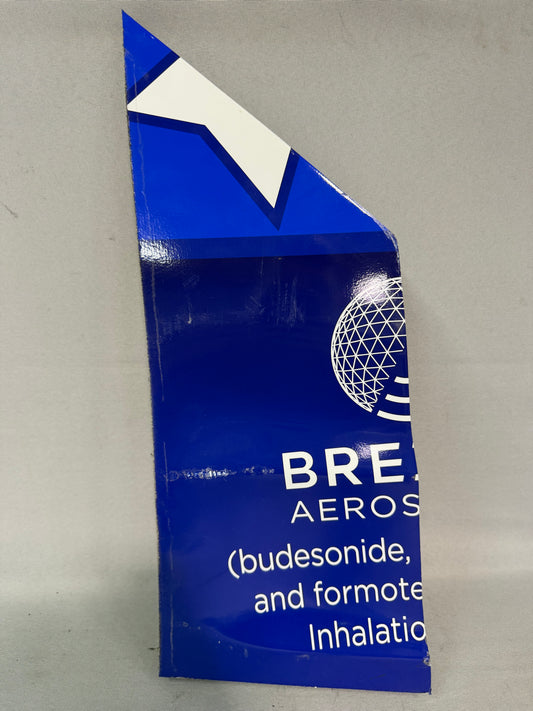 BRE
AEROS
(budesonide,
and formote
Inhalatio